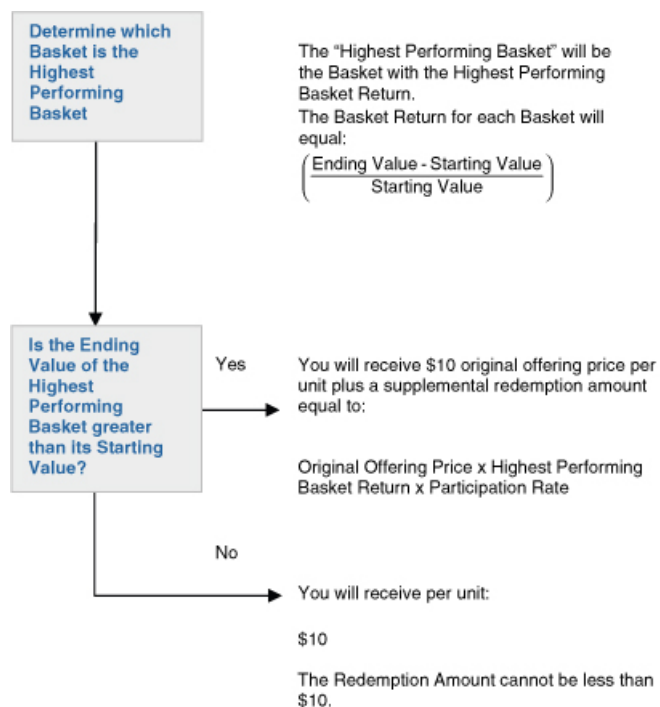 Determine which
Basket is the
Highest
Performing
Basket
The “Highest Performing Basket” will be
the Basket with the Highest Performing
Basket Return.
The Basket Return for each Basket will
equal:
(Ending Value - Starting Value
Starting Value)
Is the Ending
Value of the
Highest
Performing
Basket greater
than its Starting
Value?
Yes
You will receive $10 original offering price per
unit plus a supplemental redemption amount
equal to:
Original Offering Price x Highest Performing
Basket Return x Participation Rate
No
You will receive per unit:
$10
The Redemption Amount cannot be less than
$10.